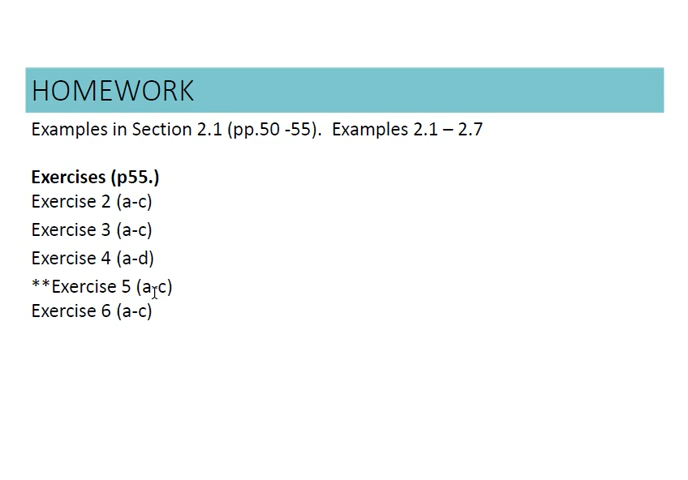 HOMEWORK
Examples in Section 2.1 (pp.50 -55).  Examples 2.1 – 2.7
Exercises (p55.)
Exercise 2 (a-c)
Exercise 3 (a-c)
Exercise 4 (a-d)
**Exercise 5 (a-c)
Exercise 6 (a-c)